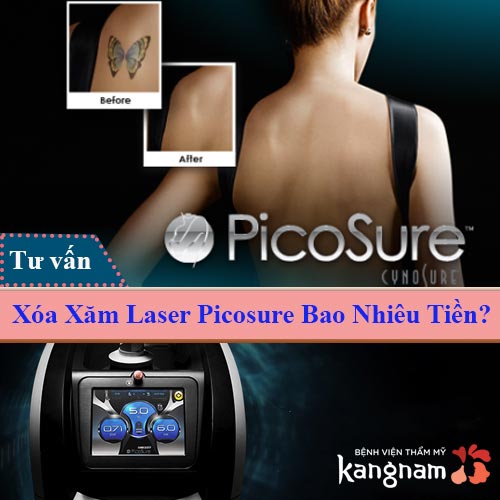 Before
After
PicoSure™
CYNOSURE
Tư vấn
Xóa Xăm Laser Picosure Bao Nhiêu Tiền?
5.0
0.71
6.0
PicoSure
BỆNH VIỆN THẨM MỸ
kangnam